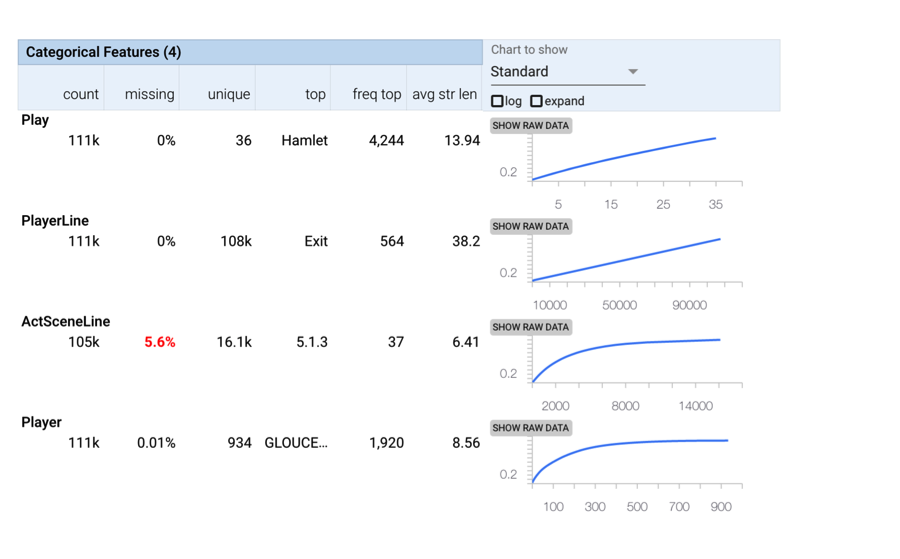 Categorical Features (4)
Chart to show
Standard
count missing unique top freq top avg str len
log expand
Play
SHOW RAW DATA
111k 0% 36 Hamlet 4,244 13.94
0.2
5 15 25 35
PlayerLine
SHOW RAW DATA
111k 0% 108k Exit 564 38.2
0.2
10000 50000 90000
ActSceneLine
SHOW RAW DATA
105k 5.6% 16.1k 5.1.3 37 6.41
0.2
2000 8000 14000
Player
SHOW RAW DATA
111k 0.01% 934 GLOUCE... 1,920 8.56
0.2
100 300 500 700 900